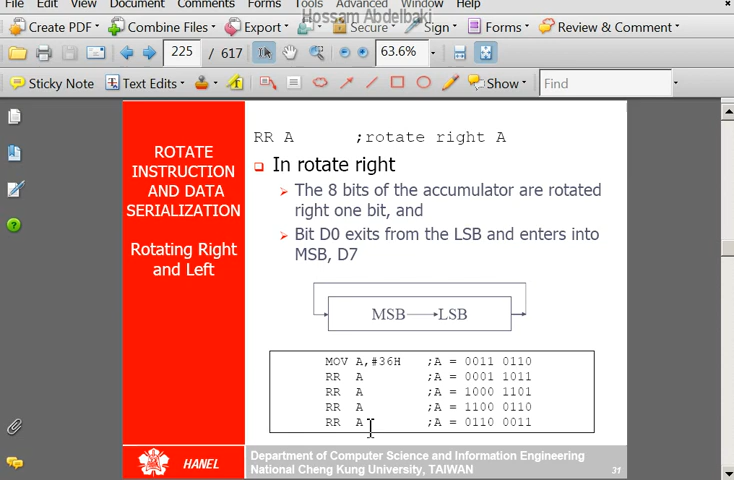 File Edit View Document Comments Forms Tools Advanced Window Help
Hossam Abdelbaki
Create PDF Combine Files Export Secure Sign Forms Review & Comment
225 / 617 63.6%
Sticky Note Text Edits Show Find
ROTATE
INSTRUCTION
AND DATA
SERIALIZATION
Rotating Right
and Left
RR A ;rotate right A
In rotate right
The 8 bits of the accumulator are rotated
right one bit, and
Bit D0 exits from the LSB and enters into
MSB, D7
MSB LSB
MOV A,#36H ;A = 0011 0110
RR A ;A = 0001 1011
RR A ;A = 1000 1101
RR A ;A = 1100 0110
RR A ;A = 0110 0011
HANEL
Department of Computer Science and Information Engineering
National Cheng Kung University, TAIWAN
31